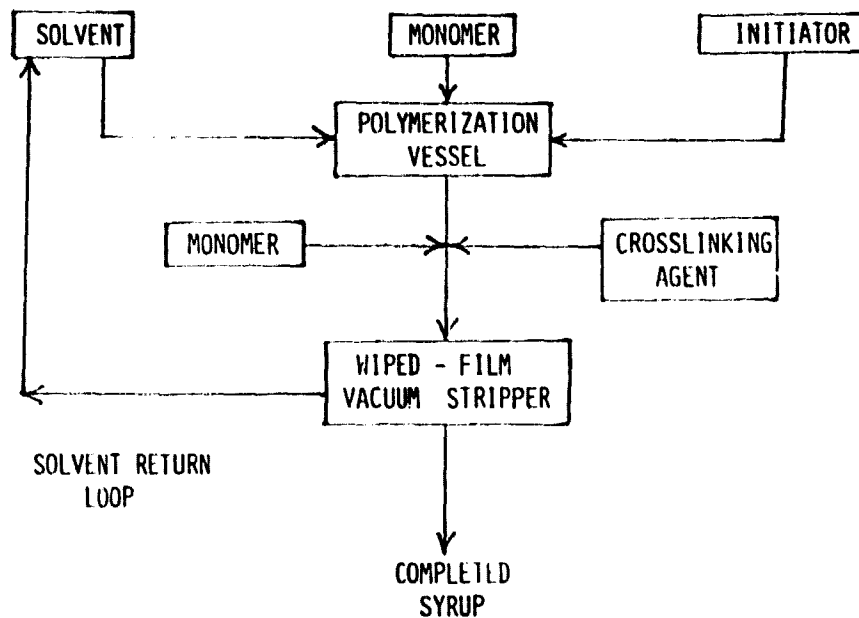 SOLVENT
MONOMER
INITIATOR
POLYMERIZATION
VESSEL
MONOMER
CROSSLINKING
AGENT
WIPED - FILM
VACUUM STRIPPER
SOLVENT RETURN
LOOP
COMPLETED
SYRUP